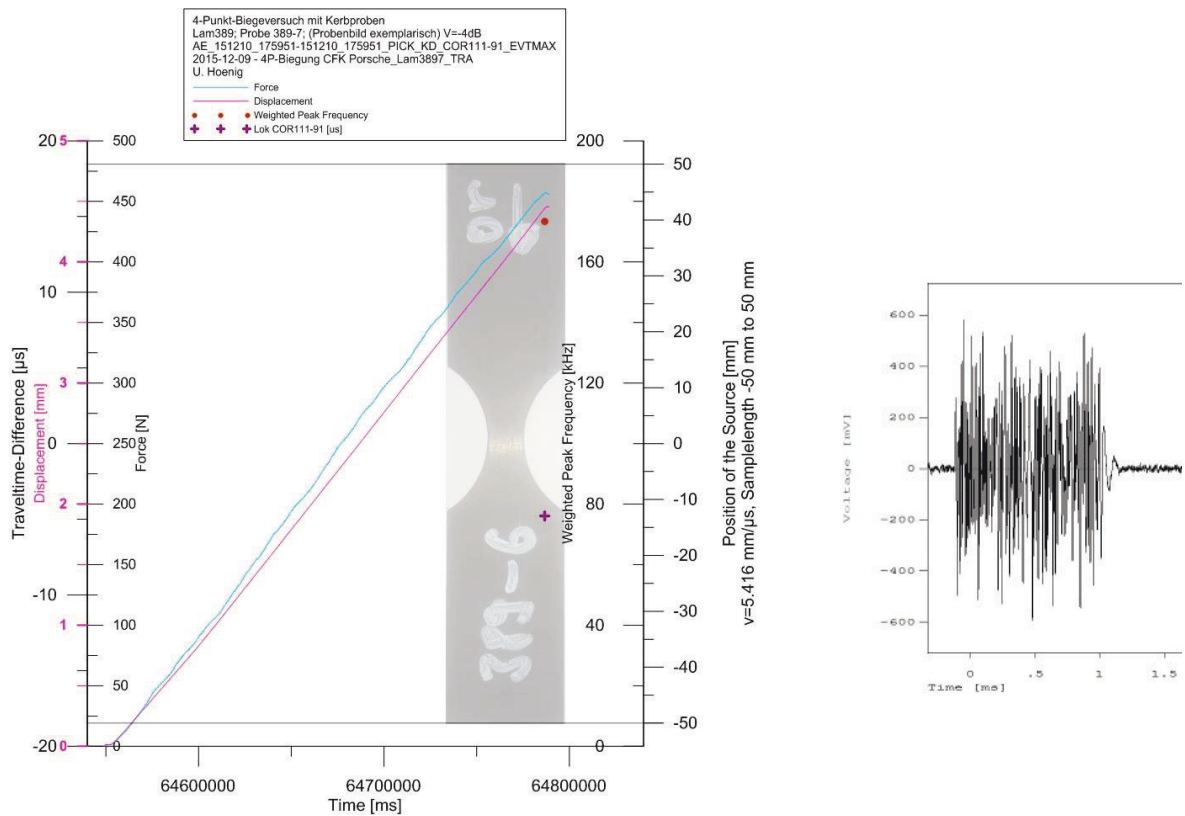 4-Punkt-Biegeversuch mit Kerbproben
Lam389; Probe 389-7; (Probenbild exemplarisch) V=-4dB
AE_151210_175951-151210_175951_PICK_KD_COR111-91_EVTMAX
2015-12-09 - 4P-Biegung CFK Porsche_Lam3897_TRA
U. Hoenig
Force
Displacement
Weighted Peak Frequency
Lok COR111-91 [us]
Traveltime-Difference [µs]
20
10
0
-10
-20
Displacement [mm]
5
4
3
2
1
0
Force [N]
500
450
400
350
300
250
200
150
100
50
0
Weighted Peak Frequency [kHz]
200
160
120
80
40
0
Position of the Source [mm]
v=5.416 mm/µs, Samplelength -50 mm to 50 mm
50
40
30
20
10
0
-10
-20
-30
-40
-50
64600000 64700000 64800000
Time [ms]
Voltage [mV]
600
400
200
0
-200
-400
-600
0 .5 1 1.5
Time [ms]